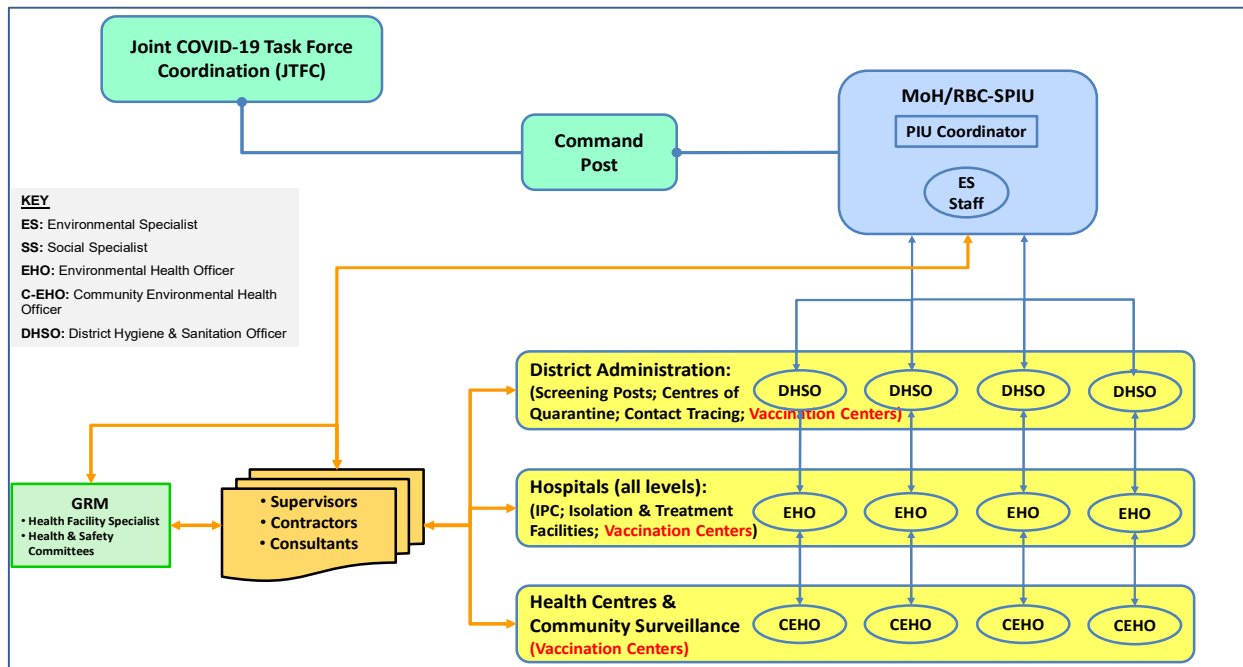 Joint COVID-19 Task Force
Coordination (JTFC)
MoH/RBC-SPIU
PIU Coordinator
Command
Post
ES
Staff
KEY
ES: Environmental Specialist
SS: Social Specialist
EHO: Environmental Health Officer
C-EHO: Community Environmental Health
Officer
DHSO: District Hygiene & Sanitation Officer
District Administration:
(Screening Posts; Centres of
Quarantine; Contact Tracing; Vaccination Centers)
DHSO
DHSO
DHSO
DHSO
GRM
• Health Facility Specialist
• Health & Safety
Committees
• Supervisors
• Contractors
• Consultants
Hospitals (all levels):
(IPC; Isolation & Treatment
Facilities; Vaccination Centers)
EHO
EHO
EHO
EHO
Health Centres &
Community Surveillance
(Vaccination Centers)
CEHO
CEHO
CEHO
CEHO